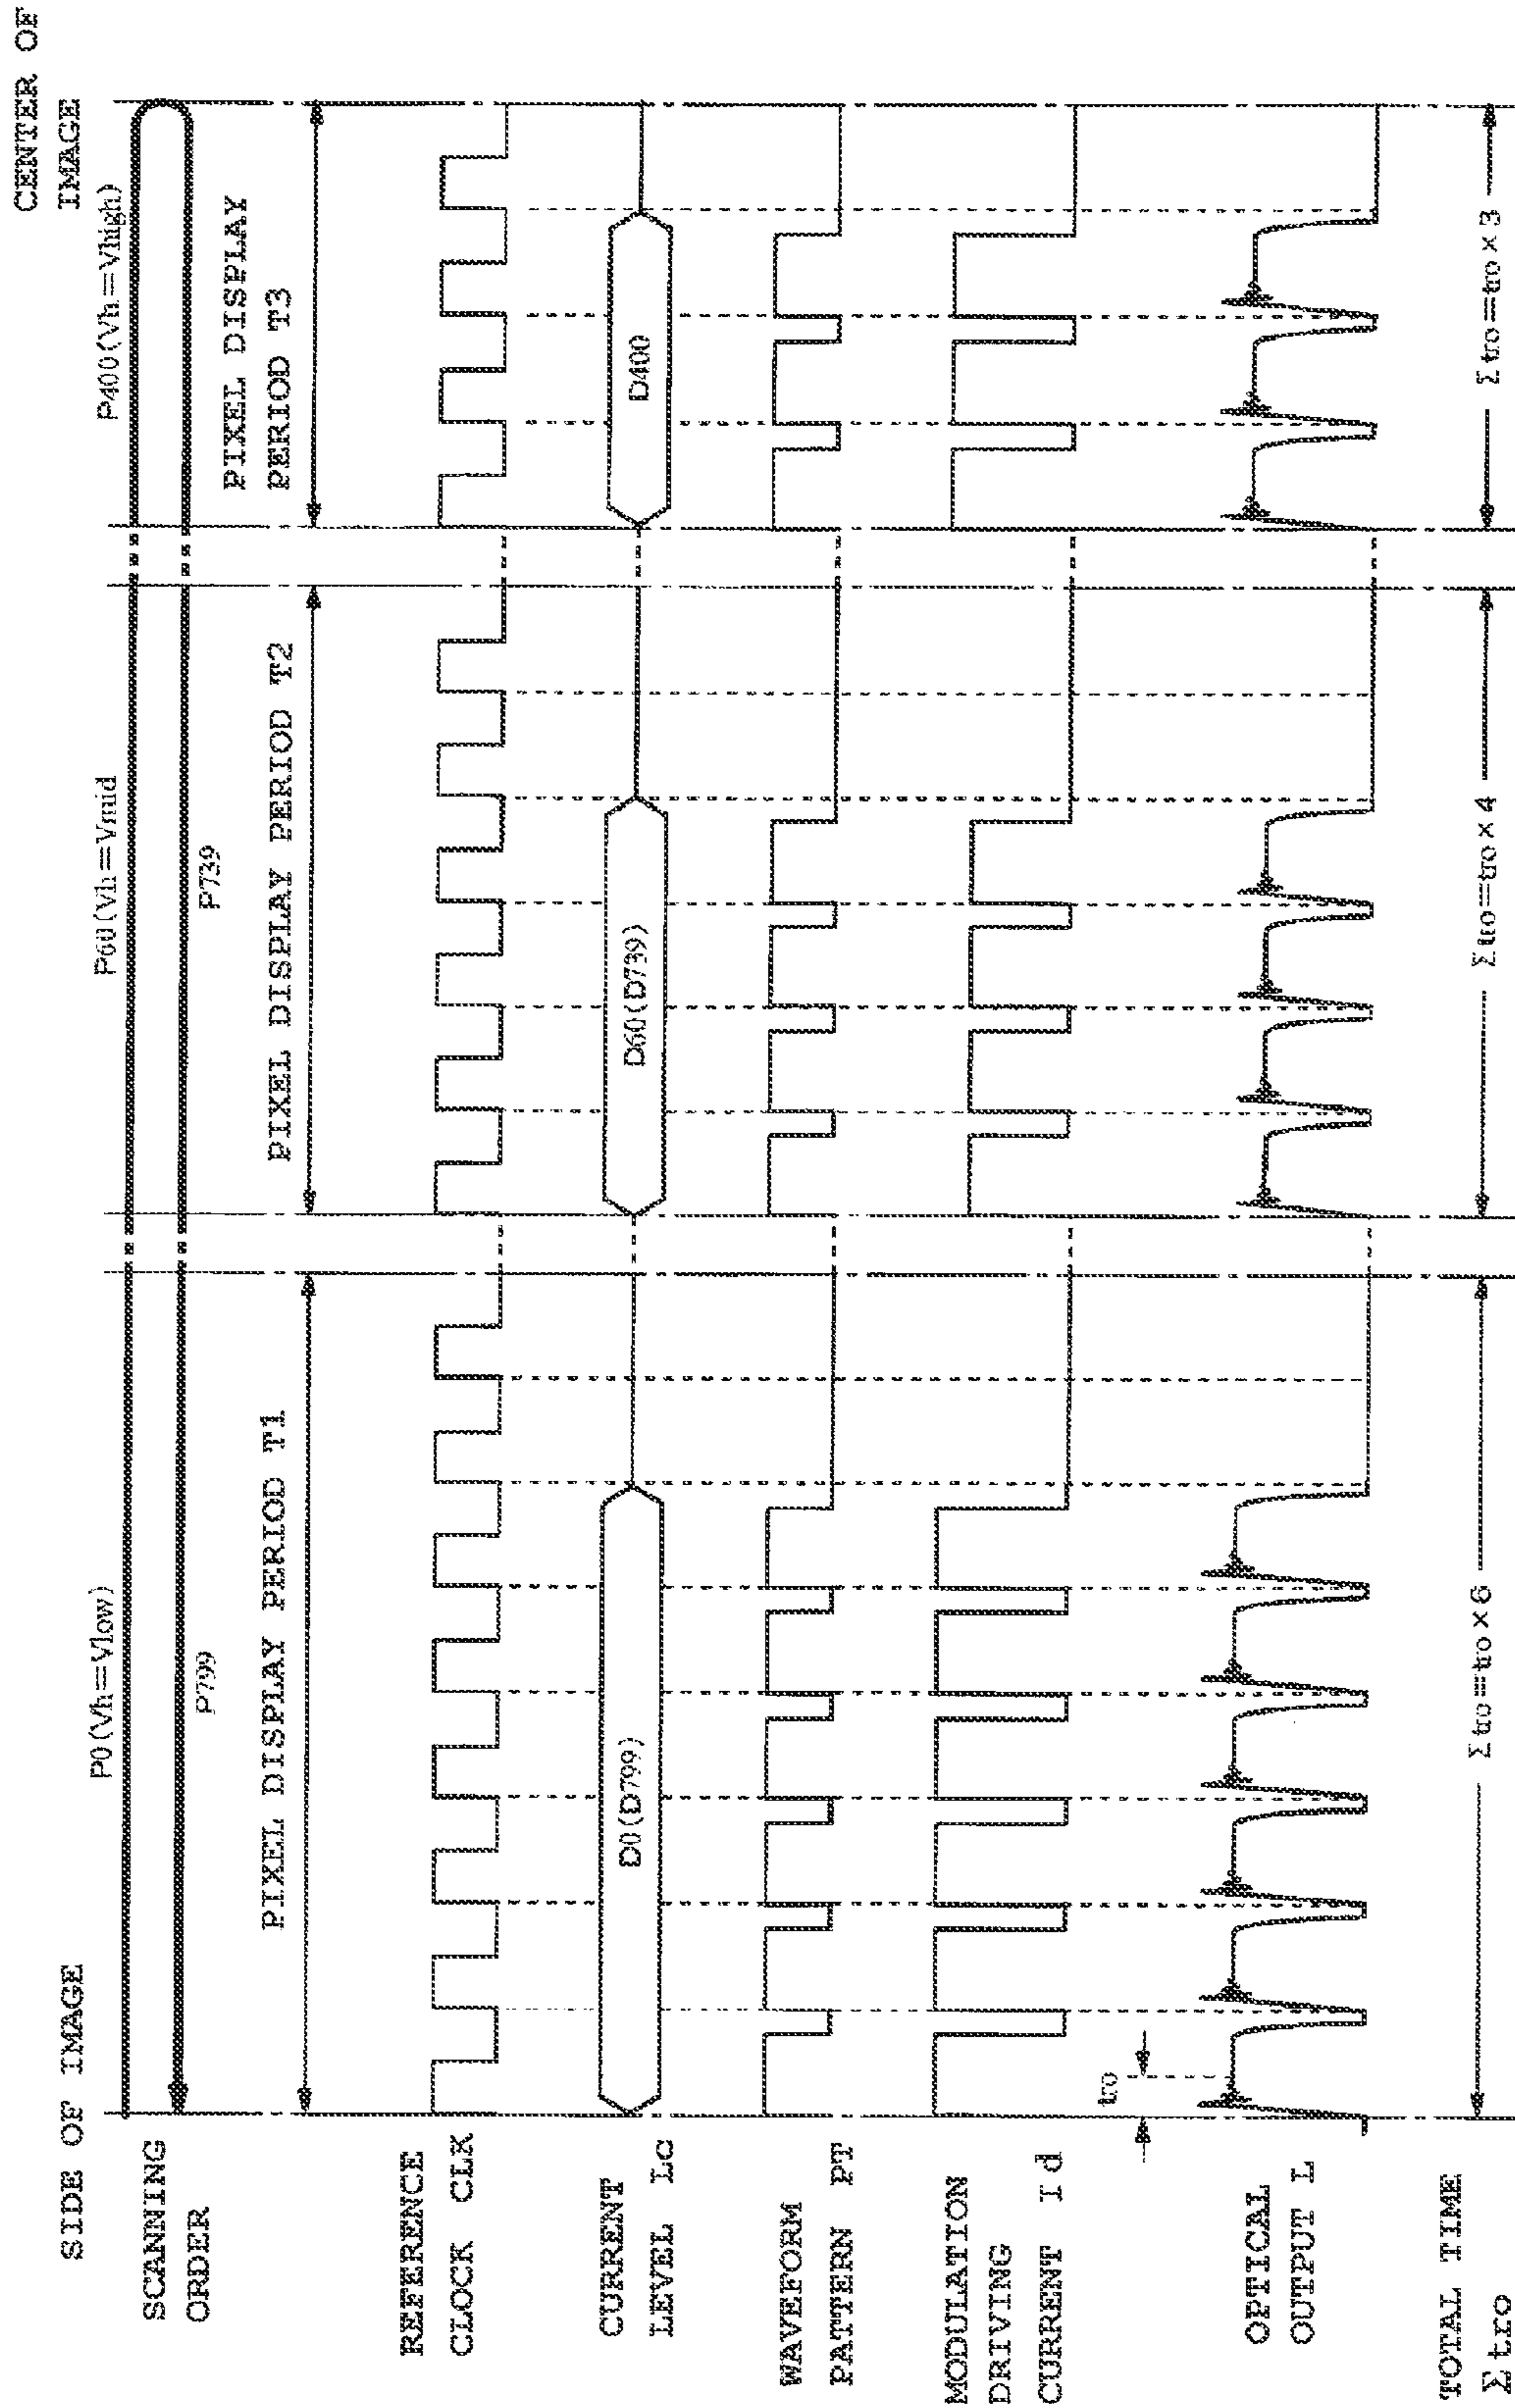 SIDE OF IMAGE
CENTER OF
IMAGE
SCANNING
ORDER
P0(Vh=Vlow)
P60(Vh=Vmid
P400(Vh=Vhigh)
P799
P739
PIXEL DISPLAY PERIOD T1
PIXEL DISPLAY PERIOD T2
PIXEL DISPLAY
PERIOD T3
REFERENCE
CLOCK CLK
CURRENT
LEVEL Lc
D0(D799)
D60(D739)
D400
WAVEFORM
PATTERN PT
MODULATION
DRIVING
CURRENT Id
tro
OPTICAL
OUTPUT L
TOTAL TIME
Σtro
Σtro=tro×6
Σtro=tro×4
Σtro=tro×3